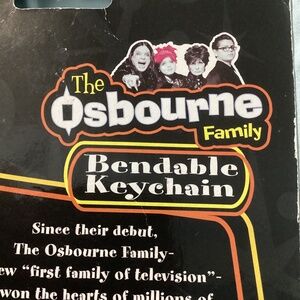 The
Osbourne
Family
Bendable
Keychain
Since their debut,
The Osbourne Family-
"first family of television"-
won the hearts of millions of